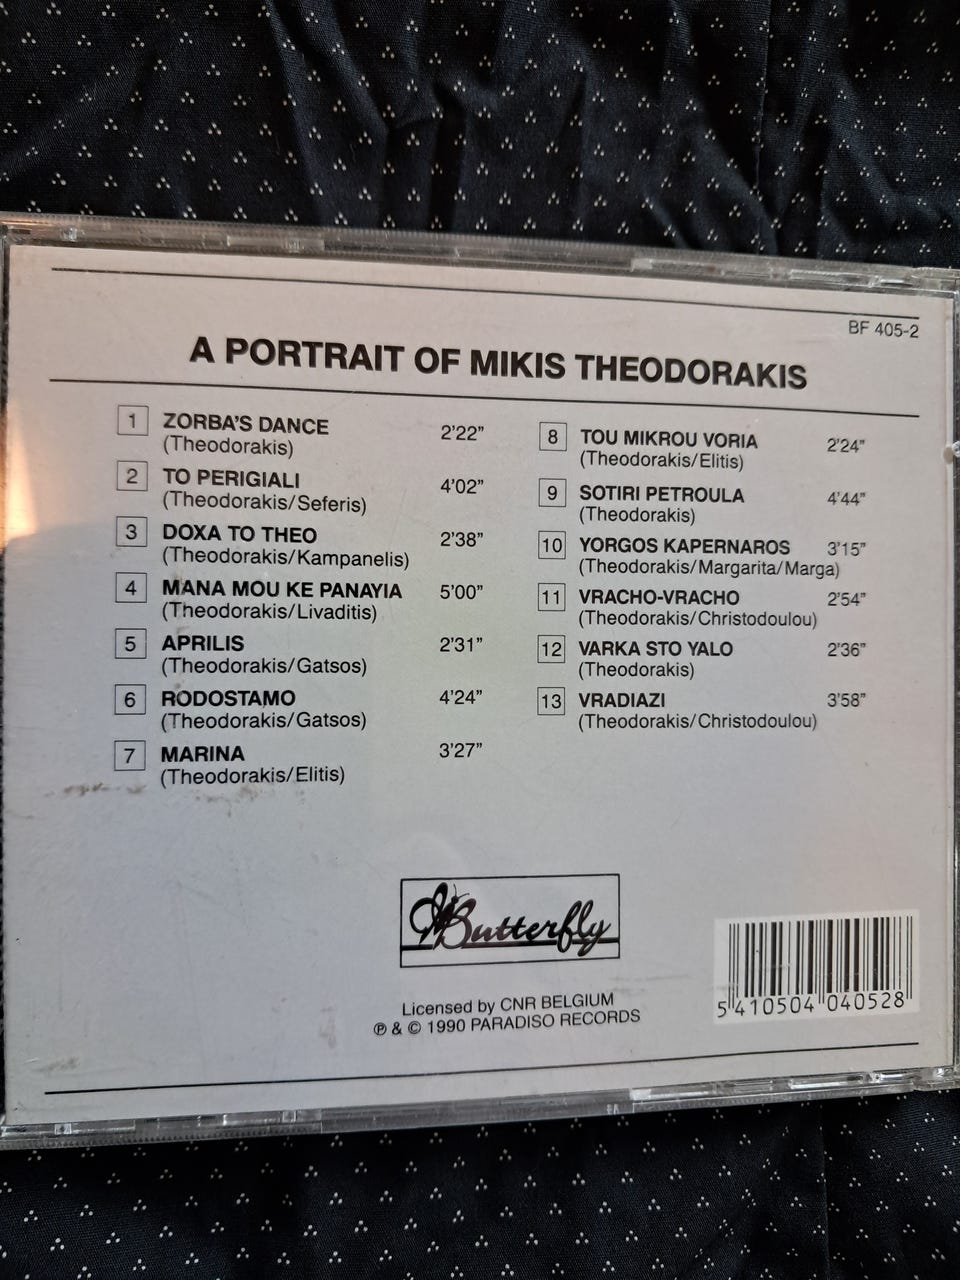 BF 405-2
A PORTRAIT OF MIKIS THEODORAKIS
1 ZORBA'S DANCE 2'22"
(Theodorakis)
2 TO PERIGIALI 4'02"
(Theodorakis/Seferis)
3 DOXA TO THEO 2'38"
(Theodorakis/Kampanelis)
4 MANA MOU KE PANAYIA 5'00"
(Theodorakis/Livaditis)
5 APRILIS 2'31"
(Theodorakis/Gatsos)
6 RODOSTAMO 4'24"
(Theodorakis/Gatsos)
7 MARINA 3'27"
(Theodorakis/Elitis)
8 TOU MIKROU VORIA 2'24"
(Theodorakis/Elitis)
9 SOTIRI PETROULA 4'44"
(Theodorakis)
10 YORGOS KAPERNAROS 3'15"
(Theodorakis/Margarita/Marga)
11 VRACHO-VRACHO 2'54"
(Theodorakis/Christodoulou)
12 VARKA STO YALO 2'36"
(Theodorakis)
13 VRADIAZI 3'58"
(Theodorakis/Christodoulou)
Butterfly
Licensed by CNR BELGIUM
℗ & © 1990 PARADISO RECORDS
5 410504 040528